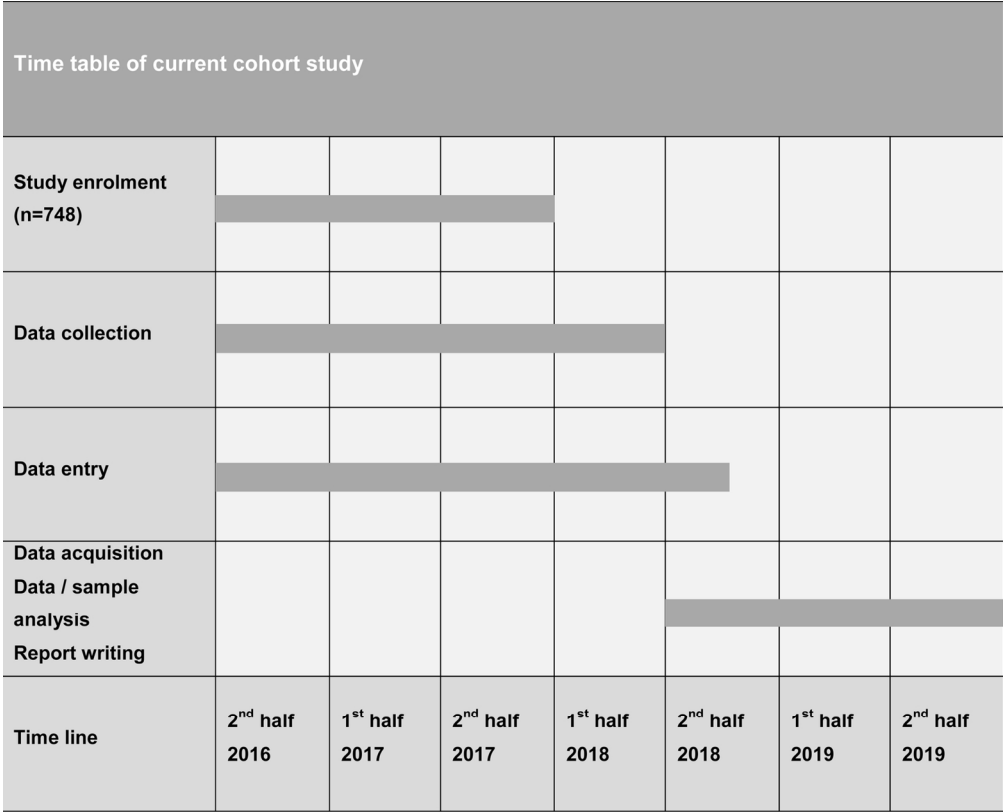 Time table of current cohort study
Study enrolment
(n=748)
Data collection
Data entry
Data acquisition
Data / sample
analysis
Report writing
Time line
2nd half
2016
1st half
2017
2nd half
2017
1st half
2018
2nd half
2018
1st half
2019
2nd half
2019